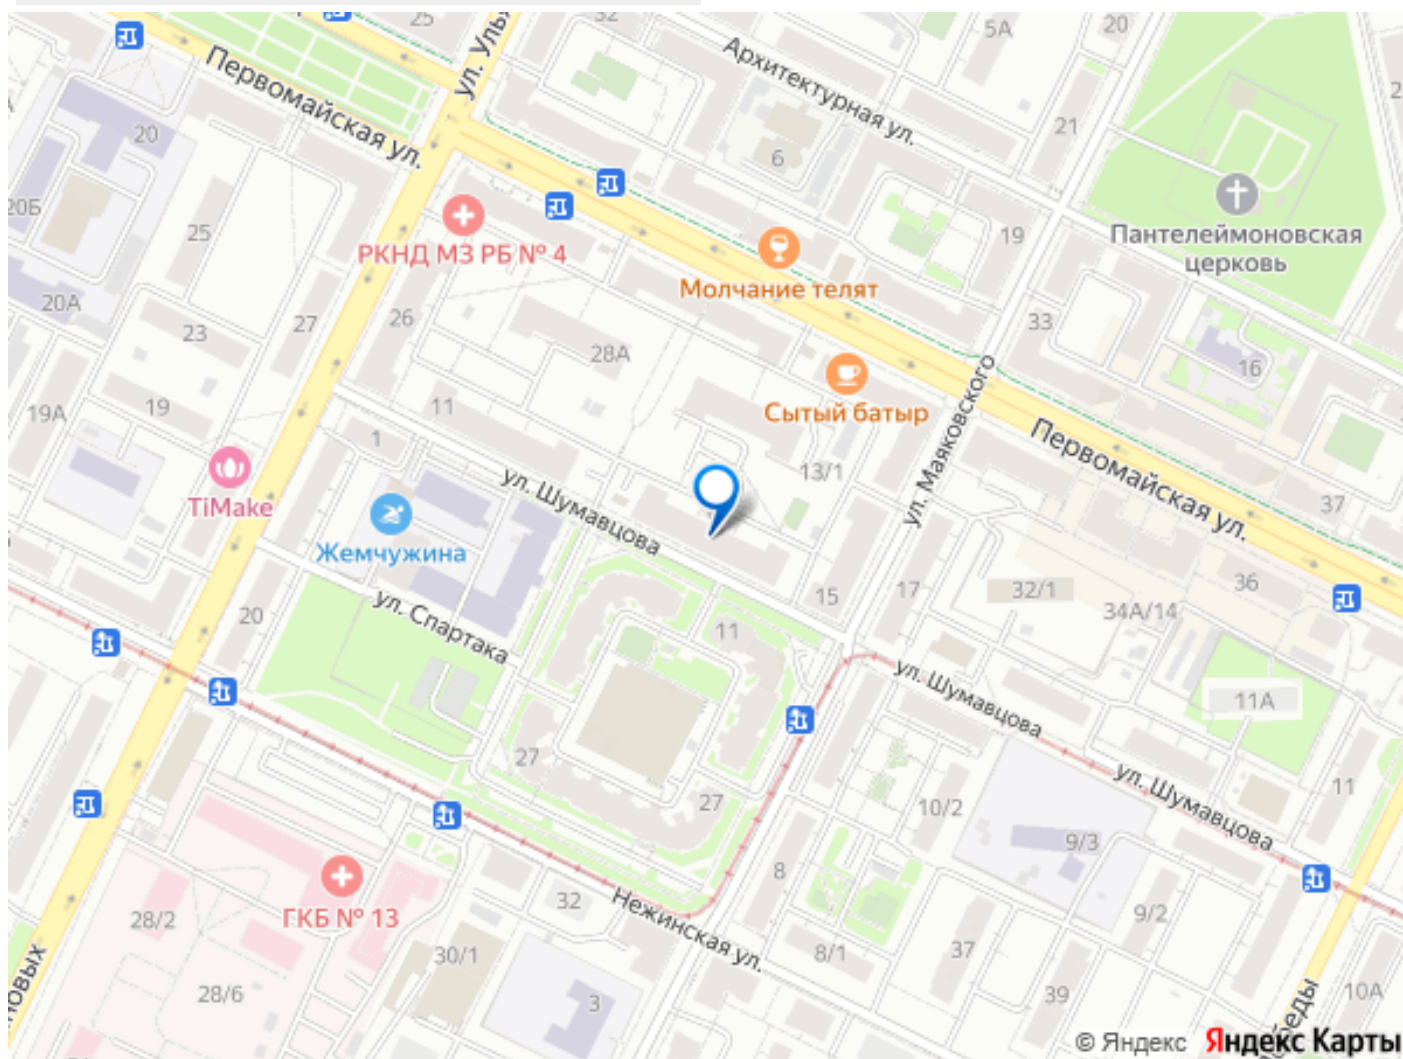 25
32
5А
20
ул. Улья
Архитектурная ул.
Первомайская ул.
20
6
21
20Б
25
РКНД МЗ РБ № 4
19
Пантелеймоновская
церковь
Молчание телят
20А
23
27
26
28А
33
16
19А
19
11
1
Сытый батыр
ул. Маяковского
Первомайская ул.
13/1
37
TiMake
ул. Шумавцова
Жемчужина
20
ул. Спартака
15
17
32/1
34А/14
36
11
ул. Шумавцова
11А
27
27
ул. Шумавцова
11
10/2
9/3
8
ГКБ № 13
28/2
32
Нежинская ул.
9/2
30/1
8/1
37
28/6
3
39
10А
новых
беды
© Яндекс Яндекс Карты